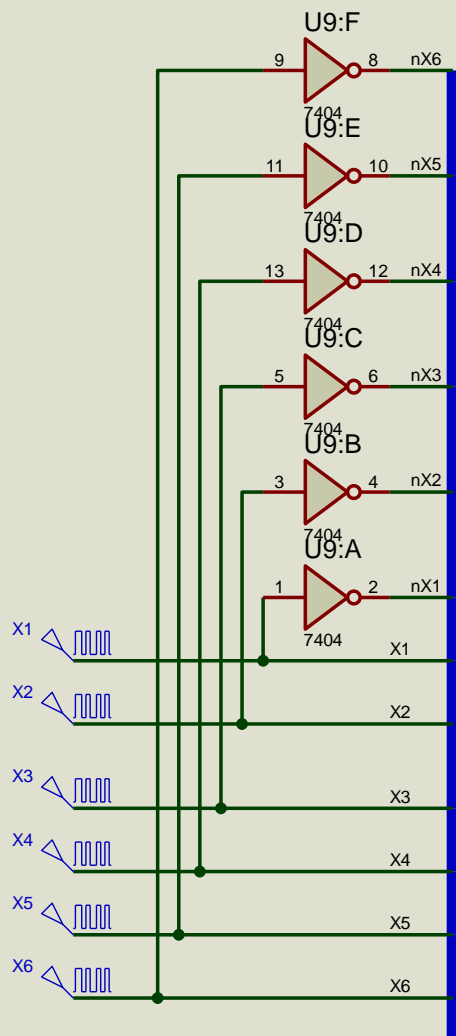 U9:F
9 8 nX6
7404
U9:E
11 10 nX5
7404
U9:D
13 12 nX4
7404
U9:C
5 6 nX3
7404
U9:B
3 4 nX2
7404
U9:A
1 2 nX1
7404
X1 X1
X2 X2
X3 X3
X4 X4
X5 X5
X6 X6